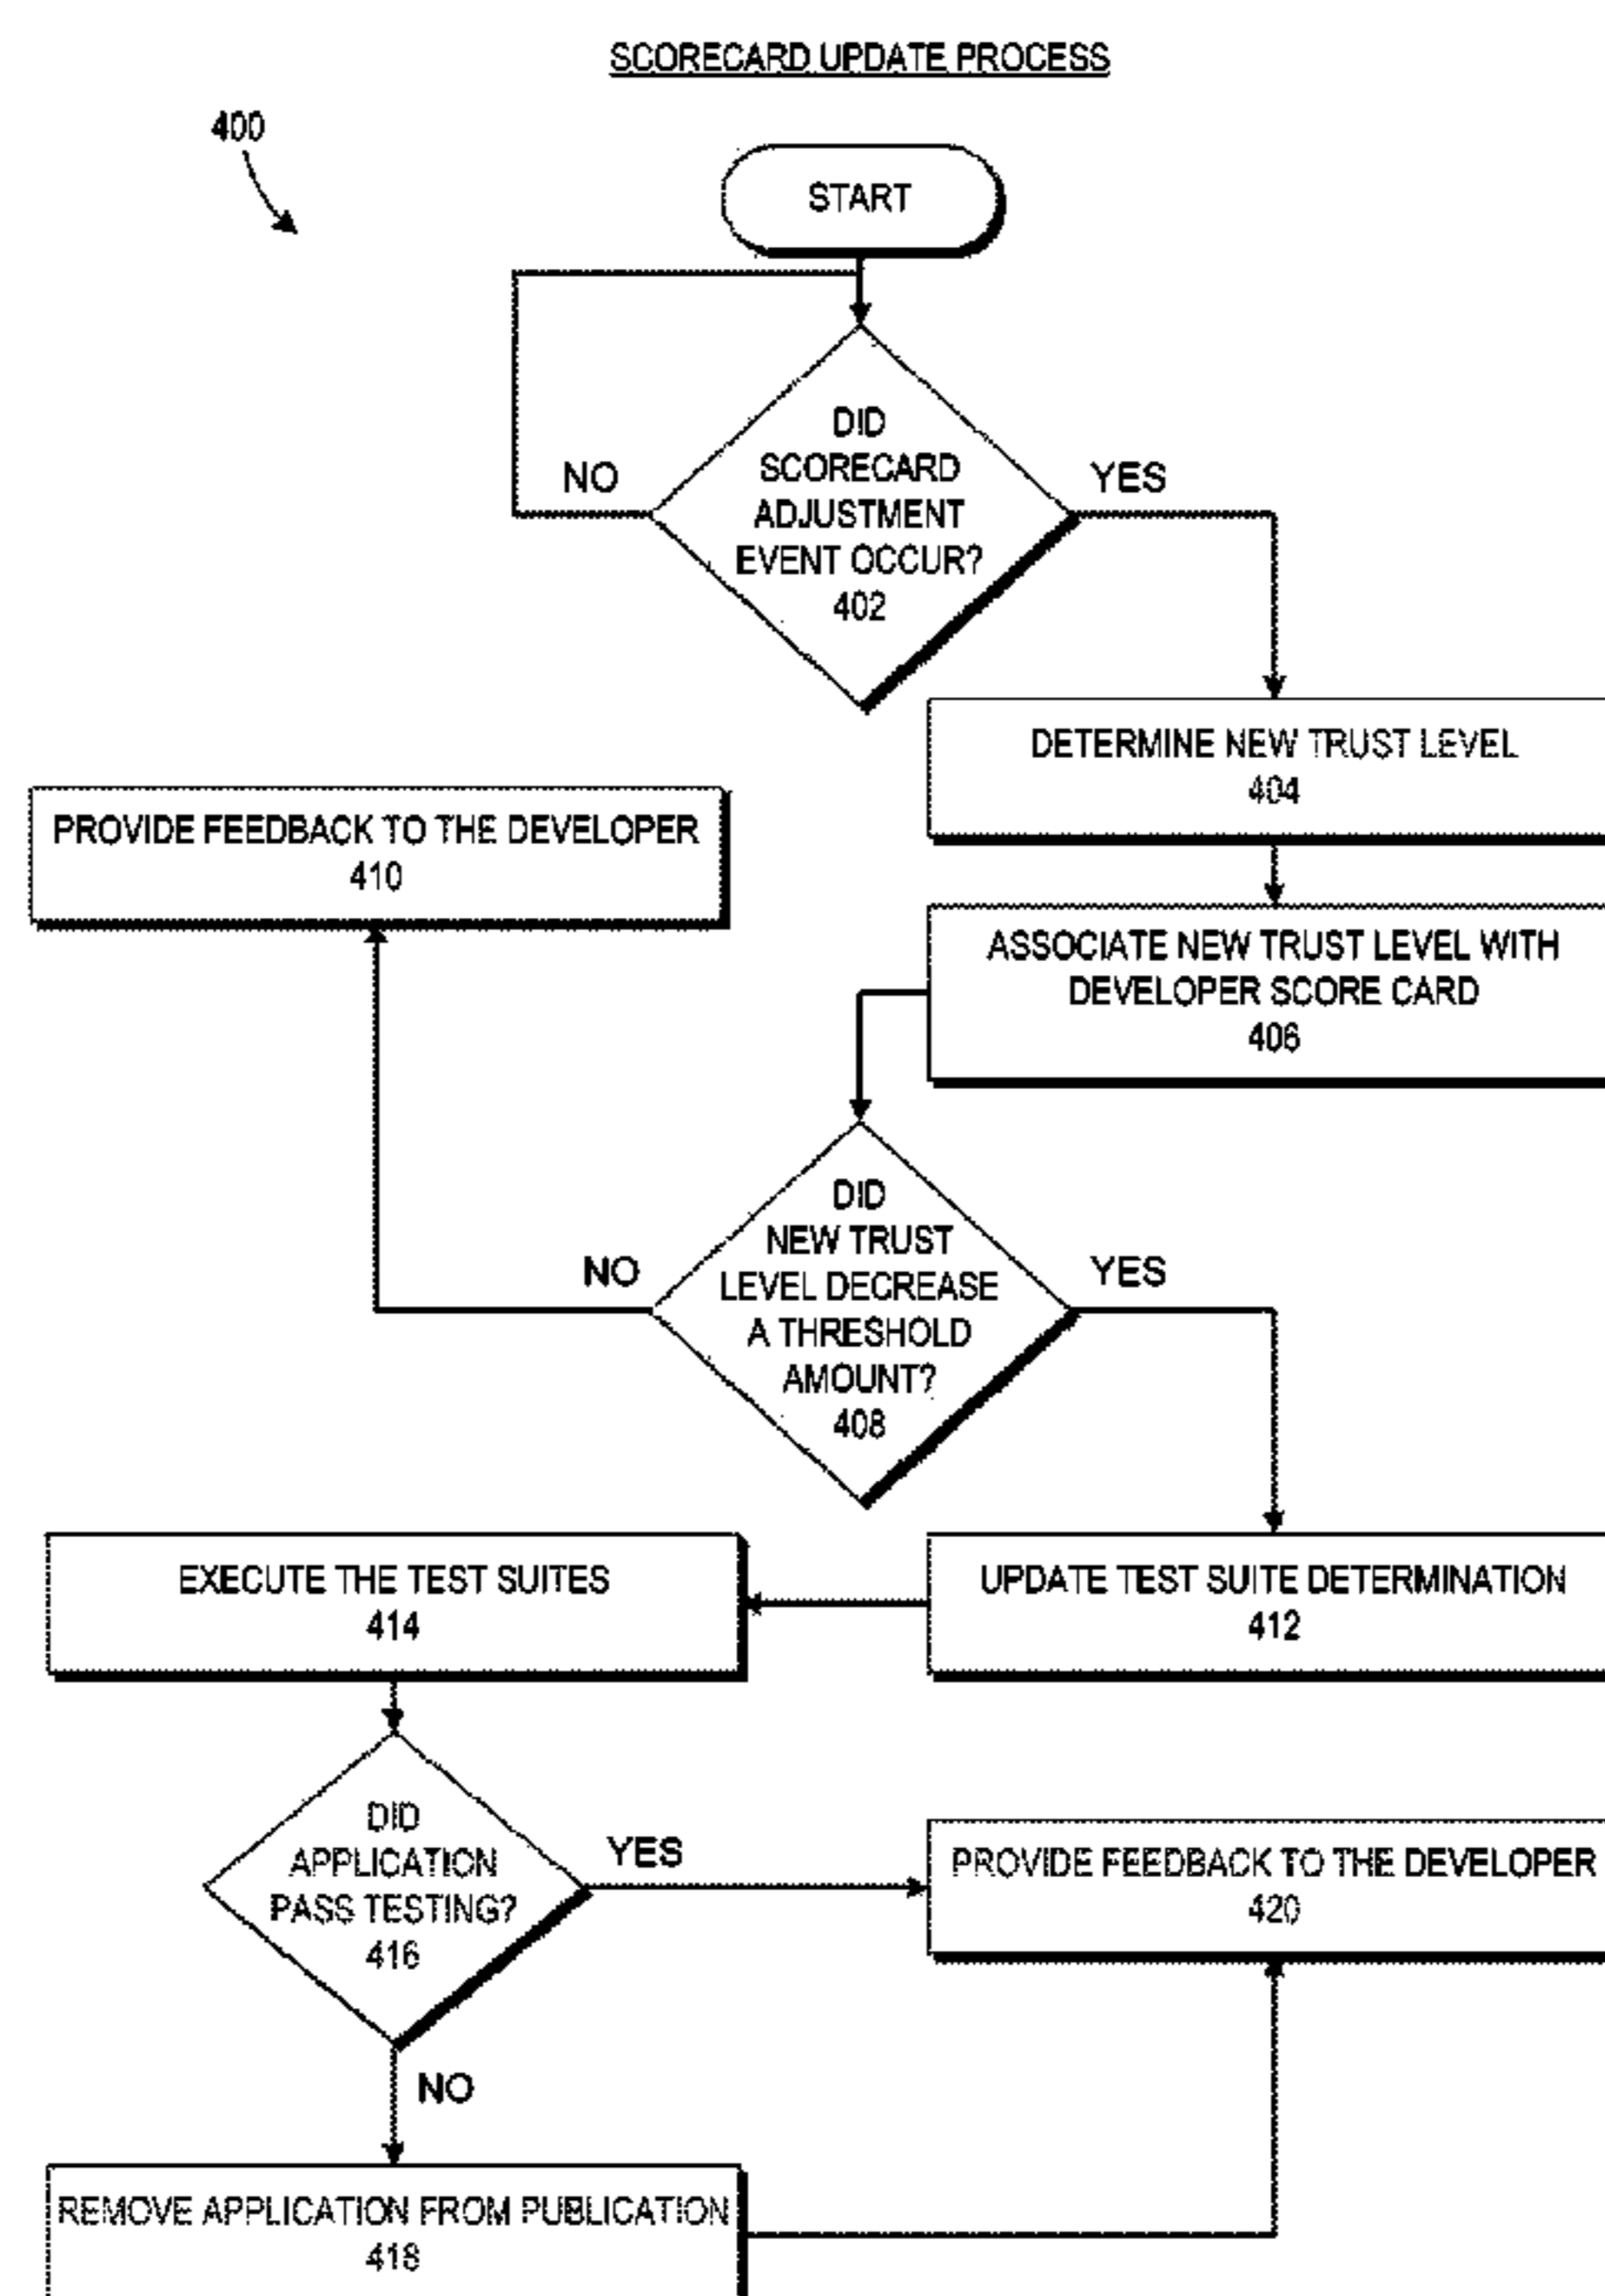 SCORECARD UPDATE PROCESS
400
START
DID
SCORECARD
ADJUSTMENT
EVENT OCCUR?
402
NO
YES
DETERMINE NEW TRUST LEVEL
404
PROVIDE FEEDBACK TO THE DEVELOPER
410
ASSOCIATE NEW TRUST LEVEL WITH
DEVELOPER SCORE CARD
406
DID
NEW TRUST
LEVEL DECREASE
A THRESHOLD
AMOUNT?
408
NO
YES
EXECUTE THE TEST SUITES
414
UPDATE TEST SUITE DETERMINATION
412
DID
APPLICATION
PASS TESTING?
416
YES
NO
PROVIDE FEEDBACK TO THE DEVELOPER
420
REMOVE APPLICATION FROM PUBLICATION
418